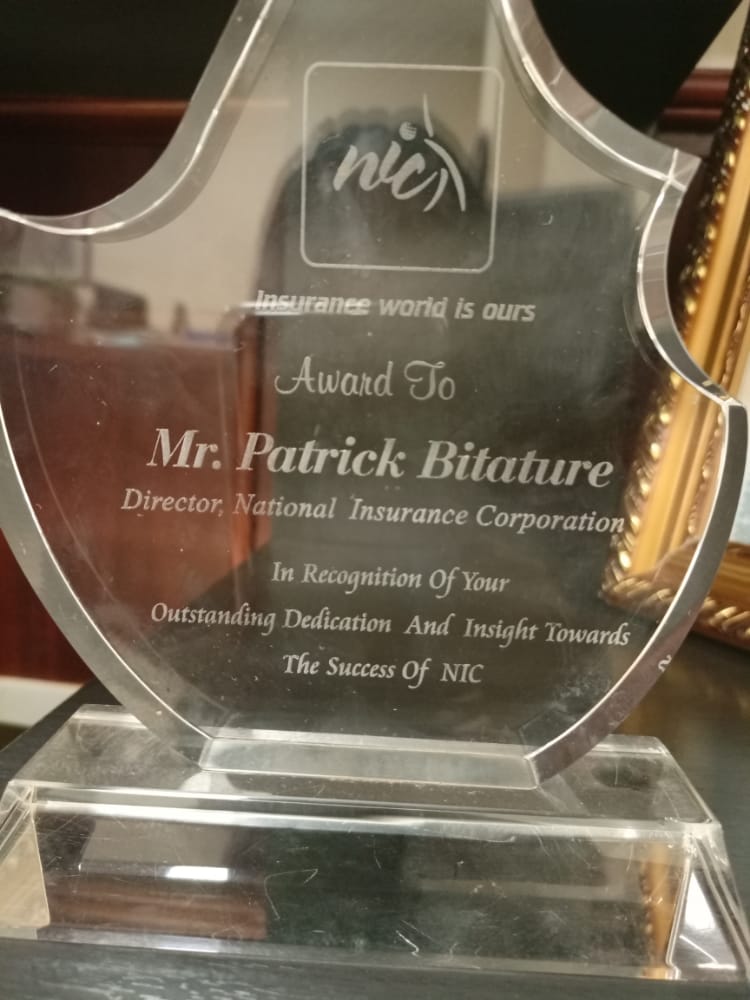 nic
Insurance world is ours
Award To
Mr. Patrick Bitature
Director, National Insurance Corporation
In Recognition Of Your
Outstanding Dedication And Insight Towards
The Success Of NIC